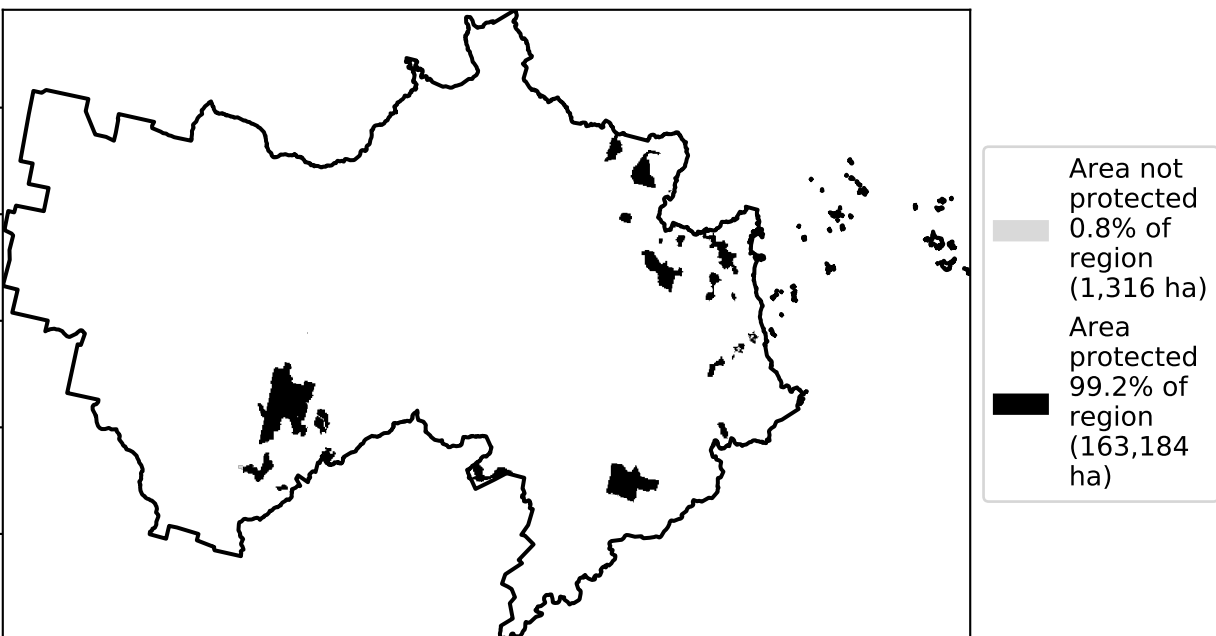 Area not
protected
0.8% of
region
(1,316 ha)
Area
protected
99.2% of
region
(163,184
ha)